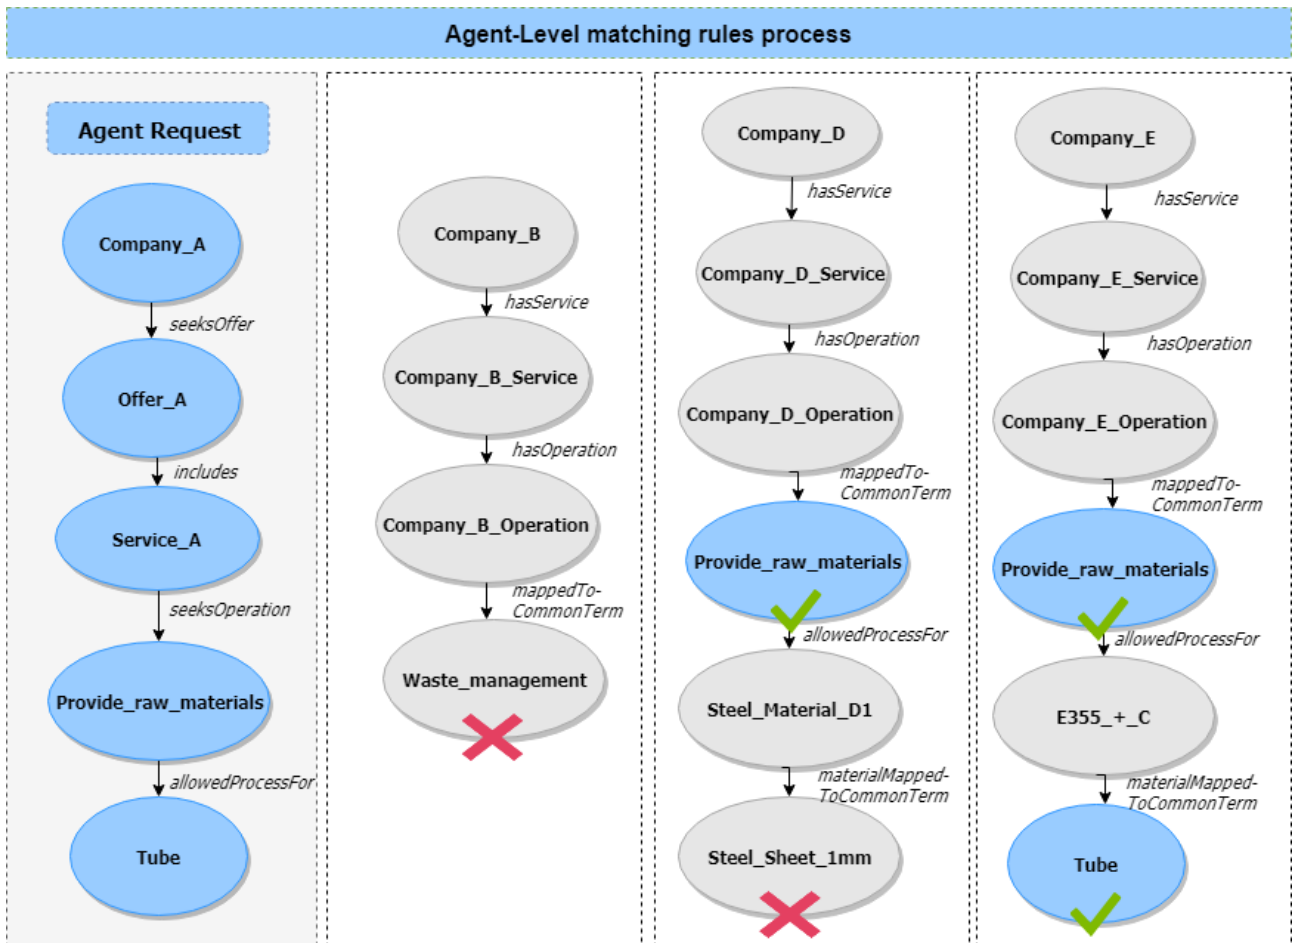 Agent-Level matching rules process
Agent Request
Company_A
seeksOffer
Offer_A
includes
Service_A
seeksOperation
Provide_raw_materials
allowedProcessFor
Tube
Company_B
hasService
Company_B_Service
hasOperation
Company_B_Operation
mappedTo-
CommonTerm
Waste_management
Company_D
hasService
Company_D_Service
hasOperation
Company_D_Operation
mappedTo-
CommonTerm
Provide_raw_materials
allowedProcessFor
Steel_Material_D1
materialMapped-
ToCommonTerm
Steel_Sheet_1mm
Company_E
hasService
Company_E_Service
hasOperation
Company_E_Operation
mappedTo-
CommonTerm
Provide_raw_materials
allowedProcessFor
E355_+_C
materialMapped-
ToCommonTerm
Tube